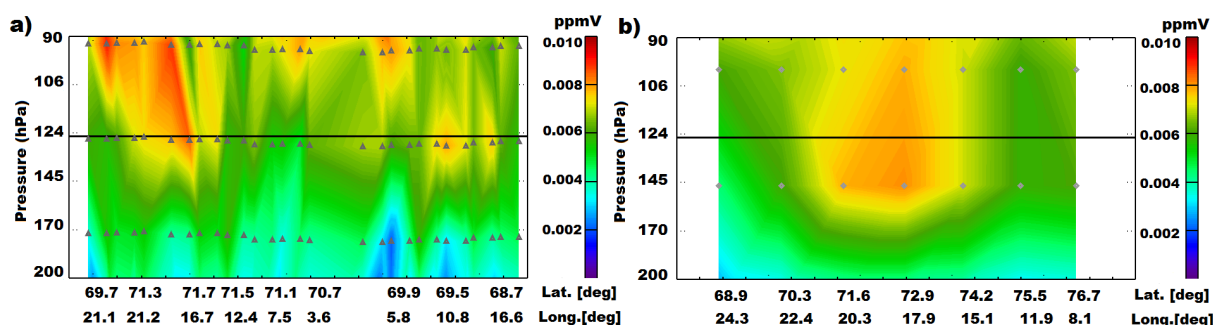 a)
ppmV
90
106
124
145
170
200
Pressure (hPa)
0.010
0.008
0.006
0.004
0.002
69.7 71.3 71.7 71.5 71.1 70.7 69.9 69.5 68.7 Lat. [deg]
21.1 21.2 16.7 12.4 7.5 3.6 5.8 10.8 16.6 Long.[deg]
b)
ppmV
90
106
124
145
170
200
Pressure (hPa)
0.010
0.008
0.006
0.004
0.002
68.9 70.3 71.6 72.9 74.2 75.5 76.7 Lat. [deg]
24.3 22.4 20.3 17.9 15.1 11.9 8.1 Long.[deg]